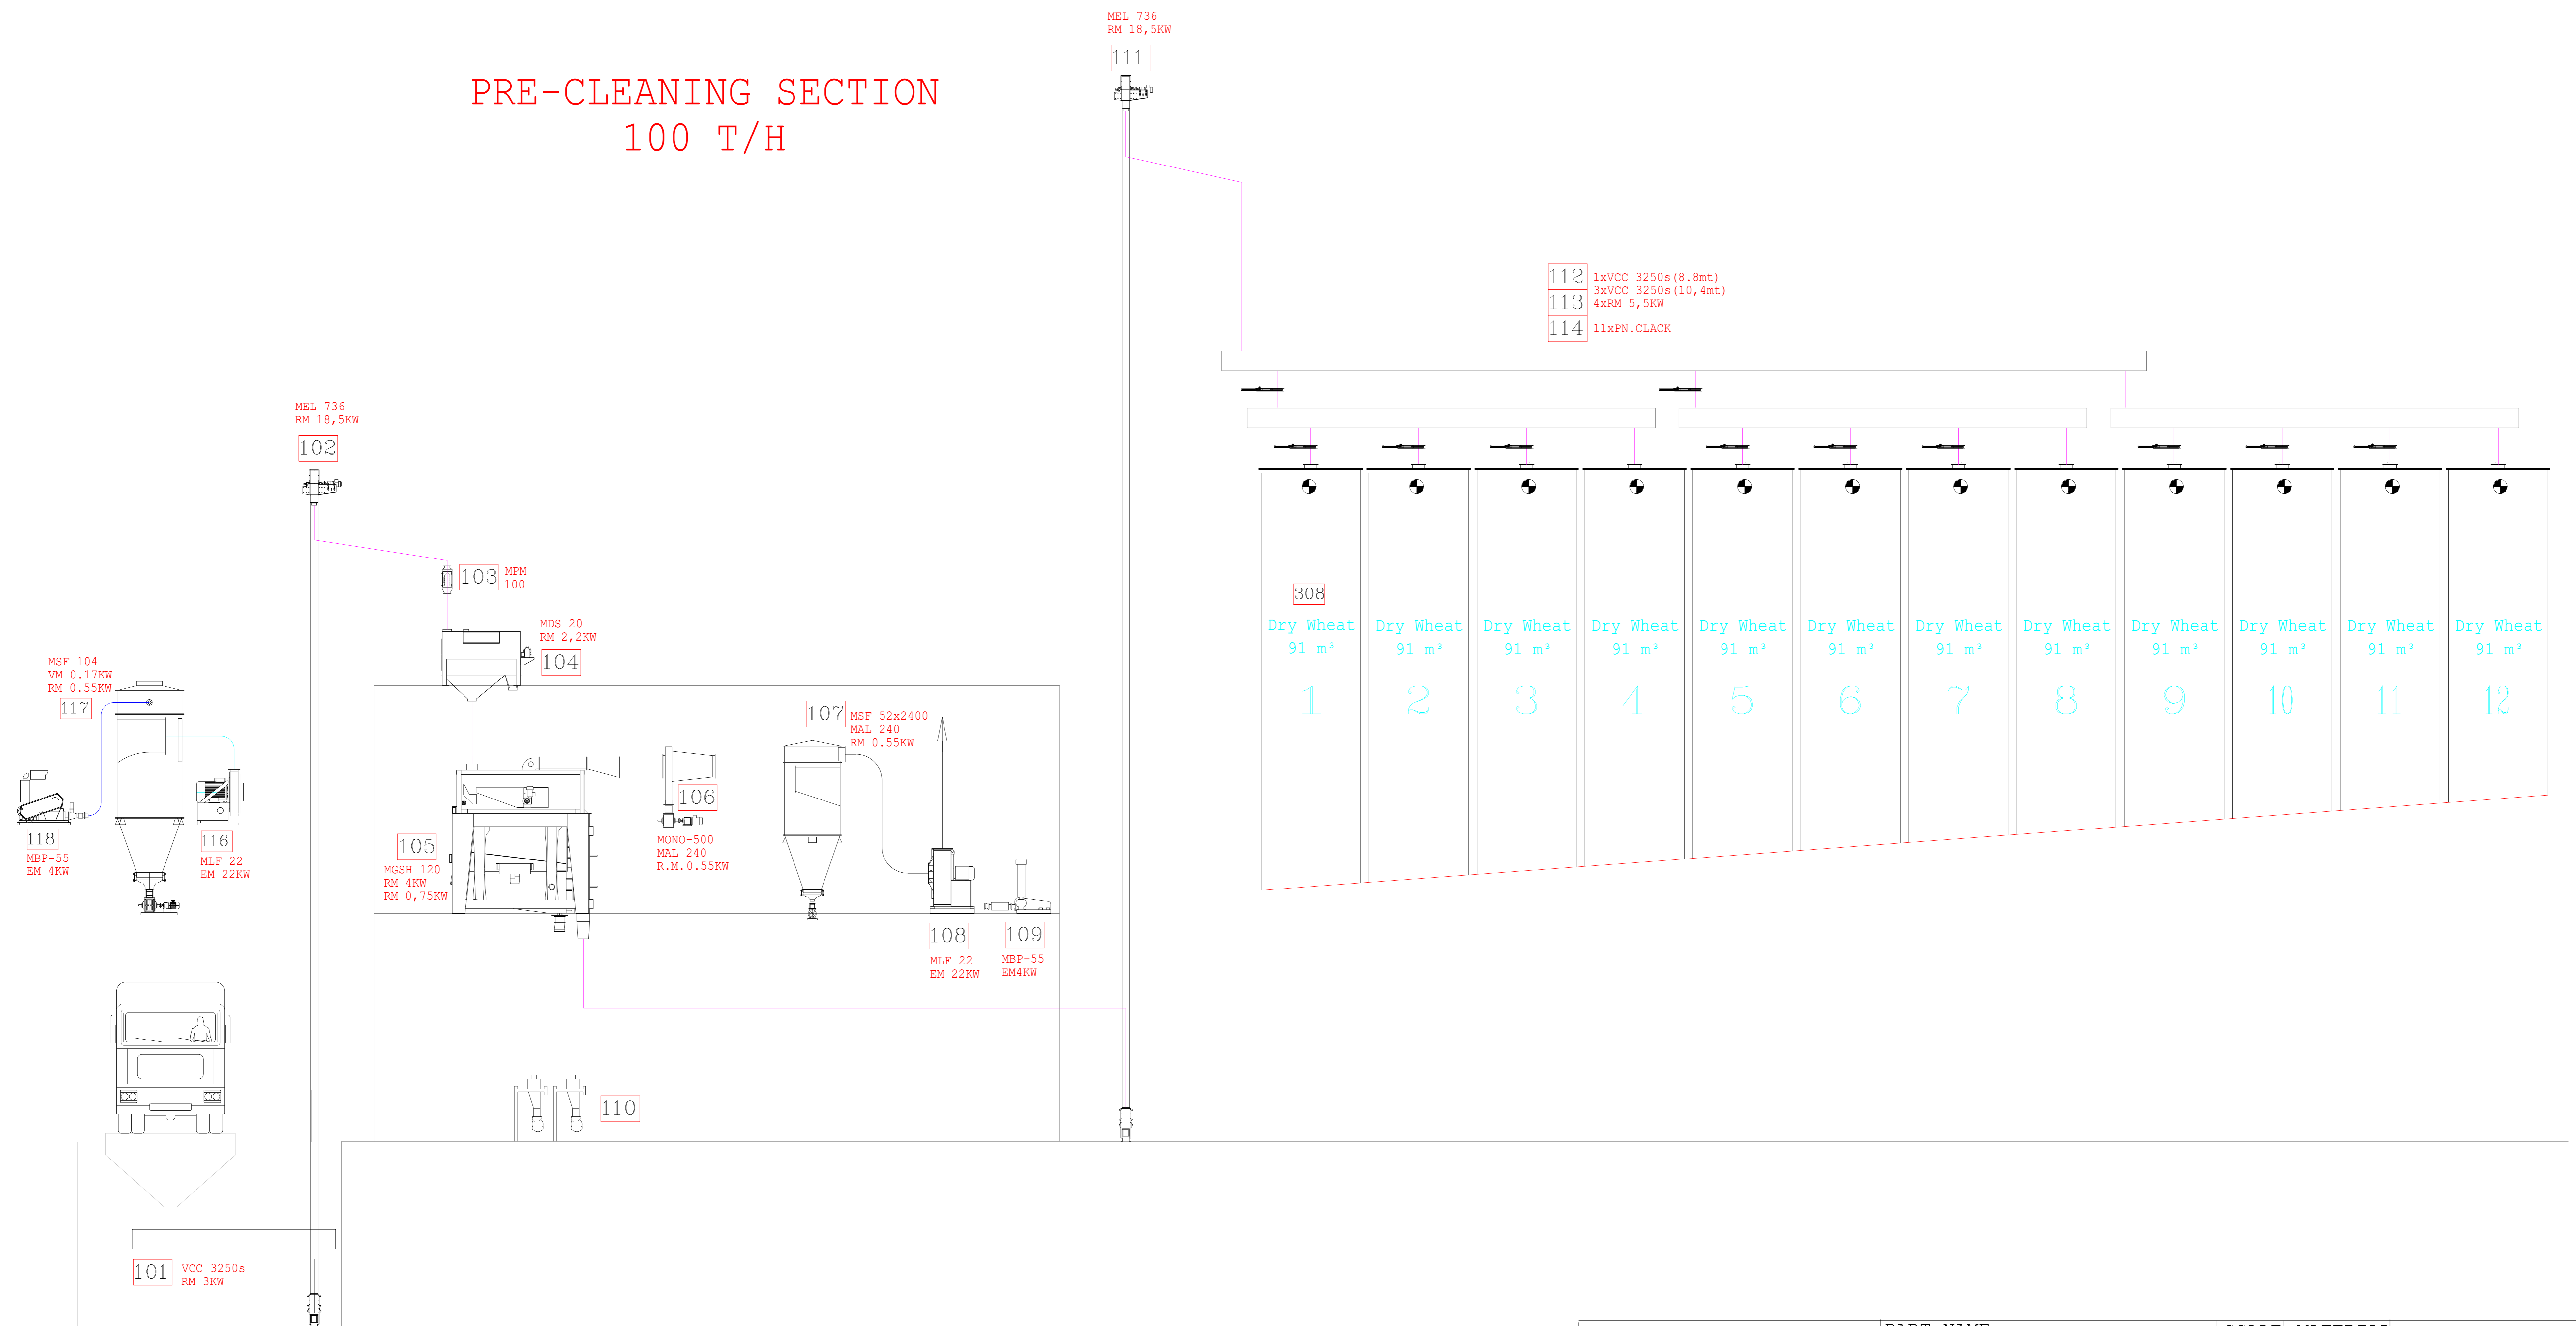 MEL 736
RM 18,5KW
111
PRE-CLEANING SECTION
100 T/H
112
1xVCC 3250s(8.8mt)
3xVCC 3250s(10,4mt)
113
4xRM 5,5KW
114
11xPN.CLACK
MEL 736
RM 18,5KW
102
103
MPM
100
MDS 20
RM 2,2KW
104
MSF 104
VM 0.17KW
RM 0.55KW
117
118
MBP-55
EM 4KW
116
MLF 22
EM 22KW
105
MGSH 120
RM 4KW
RM 0,75KW
106
MONO-500
MAL 240
R.M.0.55KW
107
MSF 52x2400
MAL 240
RM 0.55KW
108
MLF 22
EM 22KW
109
MBP-55
EM4KW
110
101
VCC 3250s
RM 3KW
308
Dry Wheat
91 m³
1
Dry Wheat
91 m³
2
Dry Wheat
91 m³
3
Dry Wheat
91 m³
4
Dry Wheat
91 m³
5
Dry Wheat
91 m³
6
Dry Wheat
91 m³
7
Dry Wheat
91 m³
8
Dry Wheat
91 m³
9
Dry Wheat
91 m³
10
Dry Wheat
91 m³
11
Dry Wheat
91 m³
12
PART NAME